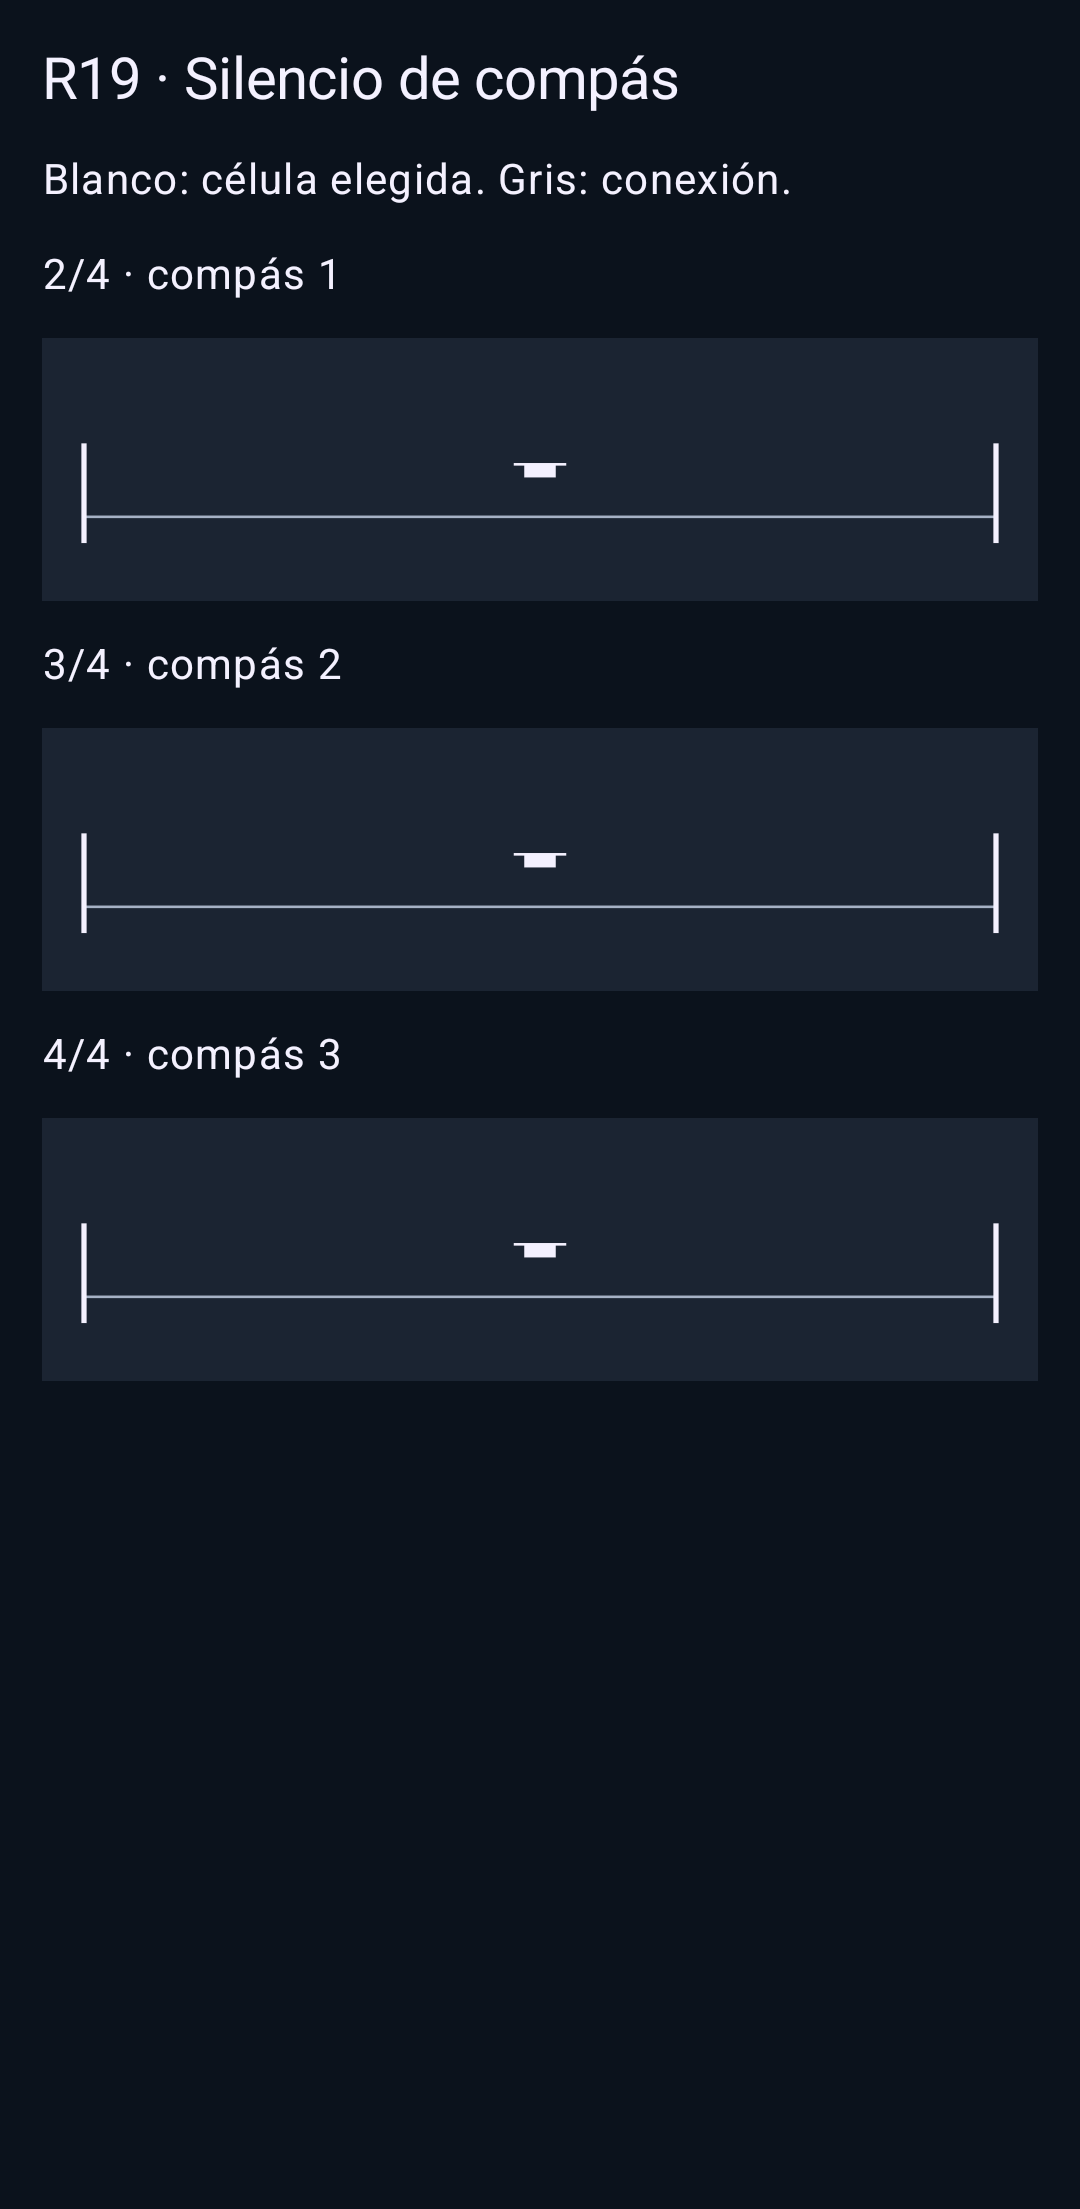 R19 · Silencio de compás
Blanco: célula elegida. Gris: conexión.
2/4 · compás 1
3/4 · compás 2
4/4 · compás 3